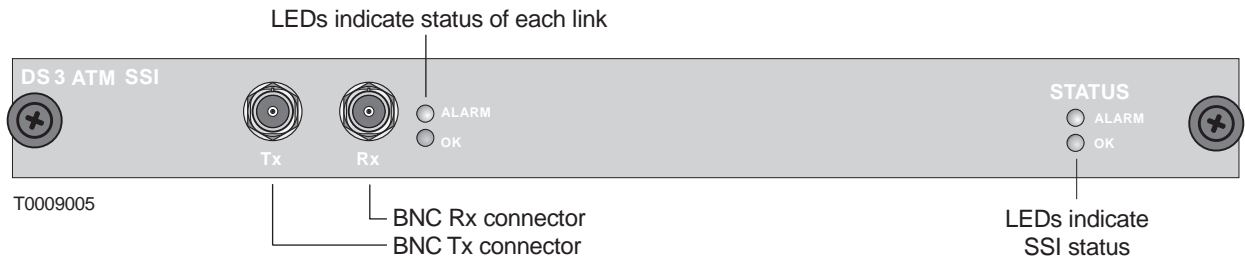 LEDs indicate status of each link
DS3 ATM SSI
STATUS
ALARM
OK
ALARM
OK
Tx
Rx
T0009005
BNC Rx connector
BNC Tx connector
LEDs indicate
SSI status